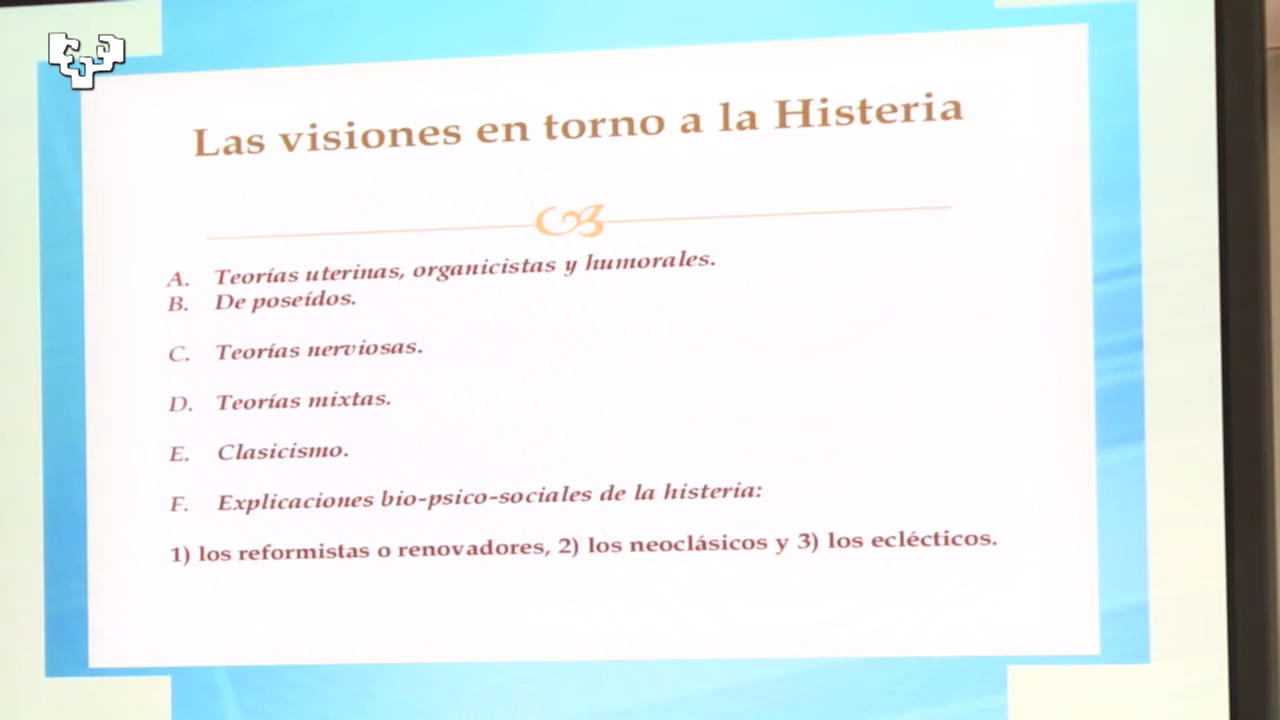 Las visiones en torno a la Histeria
A. Teorías uterinas, organicistas y humorales.
B. De poseídos.
C. Teorías nerviosas.
D. Teorías mixtas.
E. Clasicismo.
F. Explicaciones bio-psico-sociales de la histeria:
1) los reformistas o renovadores, 2) los neoclásicos y 3) los eclécticos.